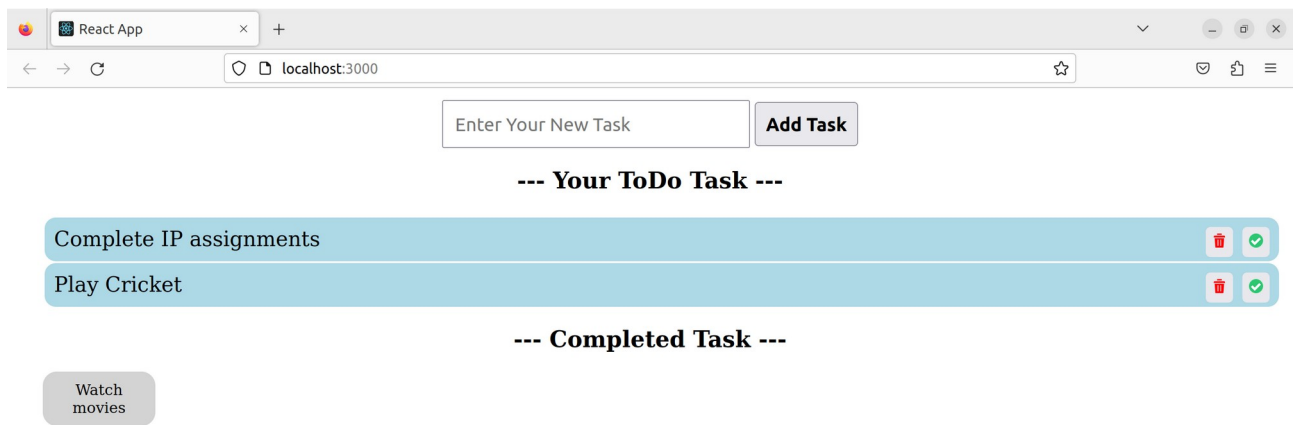 React App
localhost:3000
Enter Your New Task
Add Task
--- Your ToDo Task ---
Complete IP assignments
Play Cricket
--- Completed Task ---
Watch
movies